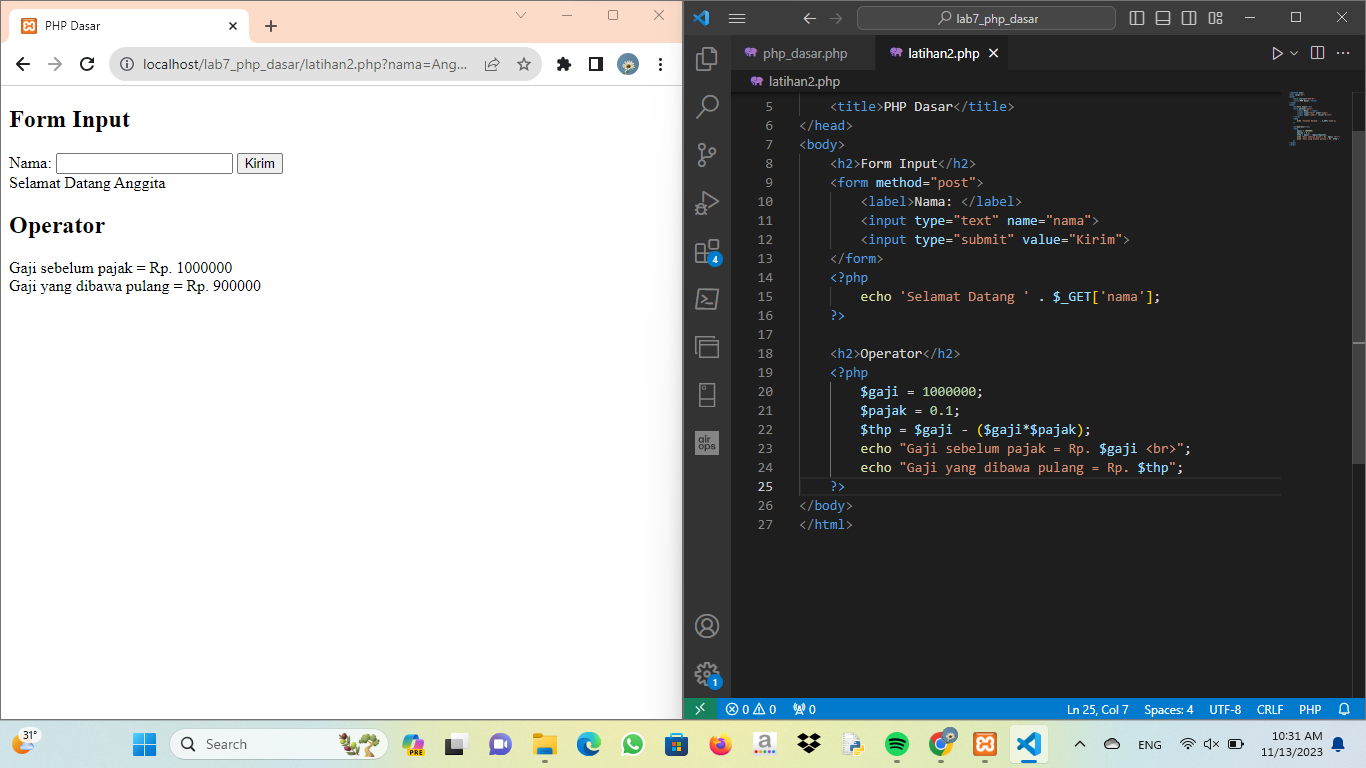 PHP Dasar
localhost/lab7_php_dasar/latihan2.php?nama=Ang...
Form Input
Nama: Kirim
Selamat Datang Anggita
Operator
Gaji sebelum pajak = Rp. 1000000
Gaji yang dibawa pulang = Rp. 900000
lab7_php_dasar
php_dasar.php latihan2.php
latihan2.php
4
air
ops
1
5 <title>PHP Dasar</title>
6 </head>
7 <body>
8 <h2>Form Input</h2>
9 <form method="post">
10 <label>Nama: </label>
11 <input type="text" name="nama">
12 <input type="submit" value="Kirim">
13 </form>
14 <?php
15 echo 'Selamat Datang ' . $_GET['nama'];
16 ?>
17
18 <h2>Operator</h2>
19 <?php
20 $gaji = 1000000;
21 $pajak = 0.1;
22 $thp = $gaji - ($gaji*$pajak);
23 echo "Gaji sebelum pajak = Rp. $gaji <br>";
24 echo "Gaji yang dibawa pulang = Rp. $thp";
25 ?>
26 </body>
27 </html>
0 0 0 Ln 25, Col 7 Spaces: 4 UTF-8 CRLF PHP
31° Search PRE a ENG 10:31 AM
11/13/2023